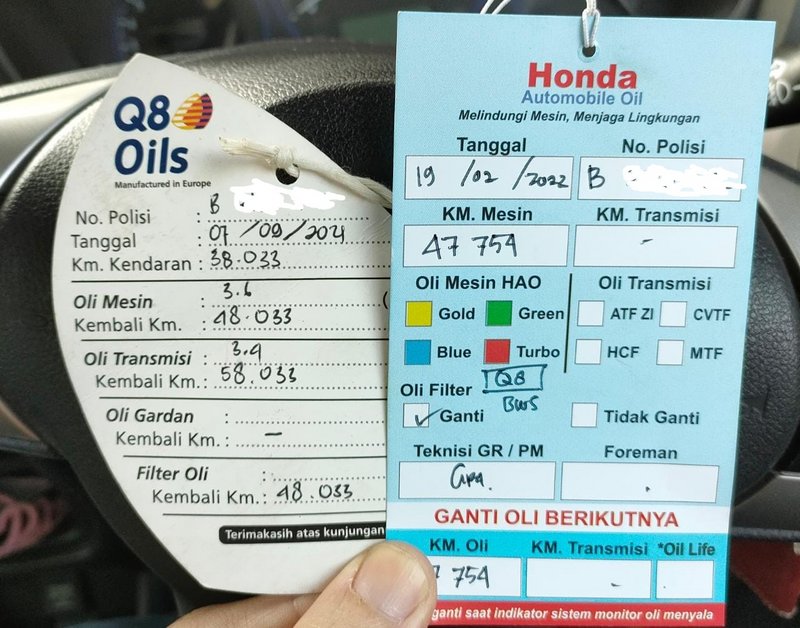 Q8
Oils
Manufactured in Europe
No. Polisi : B
Tanggal : 07/09/2021
Km. Kendaran : 38.033
Oli Mesin : 3.6
Kembali Km. : 48.033
Oli Transmisi : 3.4
Kembali Km. : 58.033
Oli Gardan :
Kembali Km. : -
Filter Oli :
Kembali Km. : 48.033
Terimakasih atas kunjungan
Honda
Automobile Oil
Melindungi Mesin, Menjaga Lingkungan
Tanggal No. Polisi
19 /02 /2022 B
KM. Mesin KM. Transmisi
47 754 -
Oli Mesin HAO Oli Transmisi
Gold Green ATF ZI CVTF
Blue Turbo HCF MTF
Oli Filter Q8
BWS
Ganti Tidak Ganti
Teknisi GR / PM Foreman
GANTI OLI BERIKUTNYA
KM. Oli KM. Transmisi *Oil Life
754 -
ganti saat indikator sistem monitor oli menyala